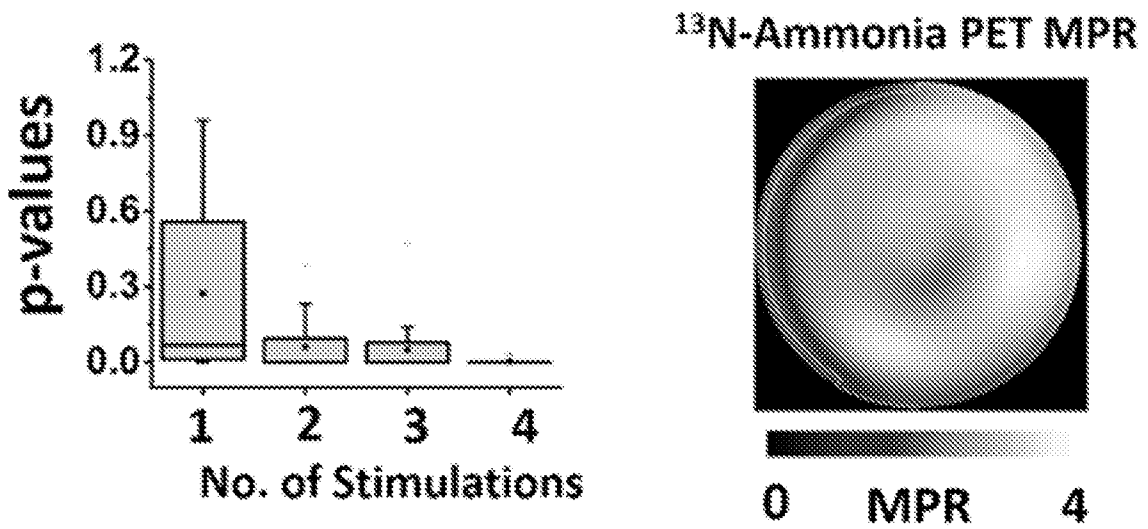 1.2
0.9
0.6
0.3
0.0
p-values
1 2 3 4
No. of Stimulations
¹³N-Ammonia PET MPR
0 MPR 4